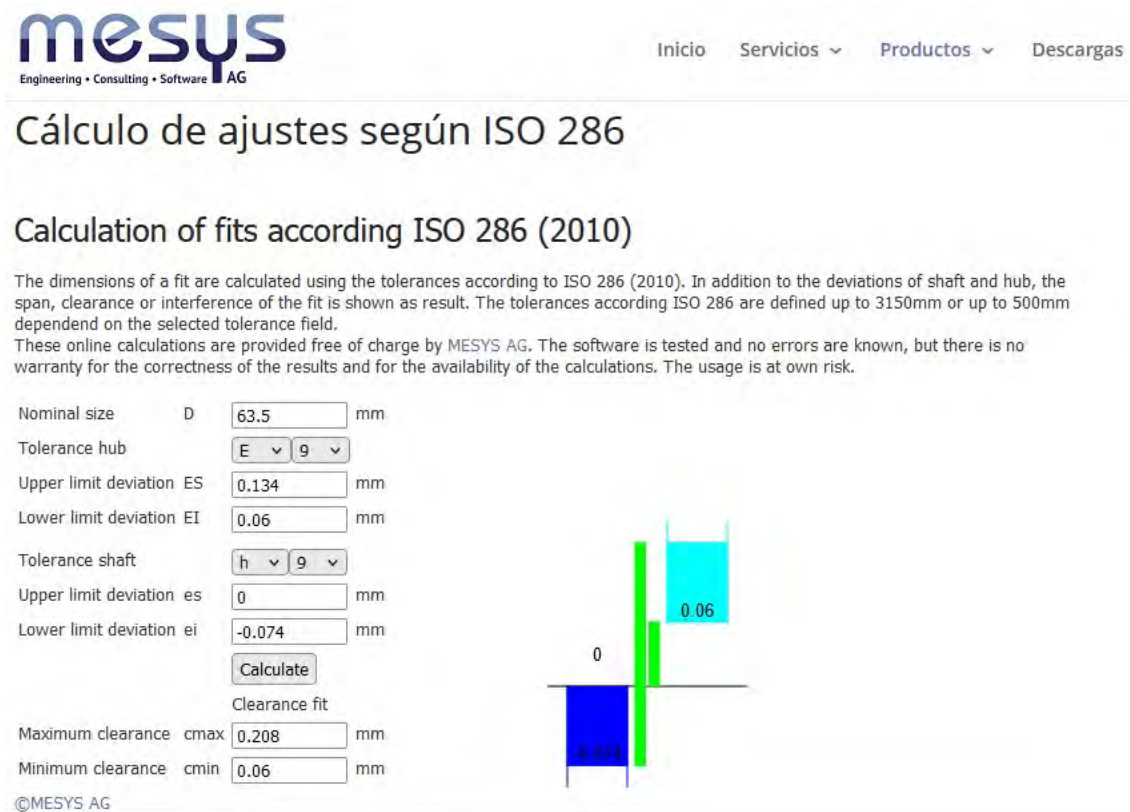 mesys
Engineering • Consulting • Software AG
Inicio Servicios Productos Descargas
Cálculo de ajustes según ISO 286
Calculation of fits according ISO 286 (2010)
The dimensions of a fit are calculated using the tolerances according to ISO 286 (2010). In addition to the deviations of shaft and hub, the
span, clearance or interference of the fit is shown as result. The tolerances according ISO 286 are defined up to 3150mm or up to 500mm
dependend on the selected tolerance field.
These online calculations are provided free of charge by MESYS AG. The software is tested and no errors are known, but there is no
warranty for the correctness of the results and for the availability of the calculations. The usage is at own risk.
Nominal size D 63.5 mm
Tolerance hub E 9
Upper limit deviation ES 0.134 mm
Lower limit deviation EI 0.06 mm
Tolerance shaft h 9
Upper limit deviation es 0 mm
Lower limit deviation ei -0.074 mm
Calculate
Clearance fit
Maximum clearance cmax 0.208 mm
Minimum clearance cmin 0.06 mm
0.06
0
-0.074
©MESYS AG